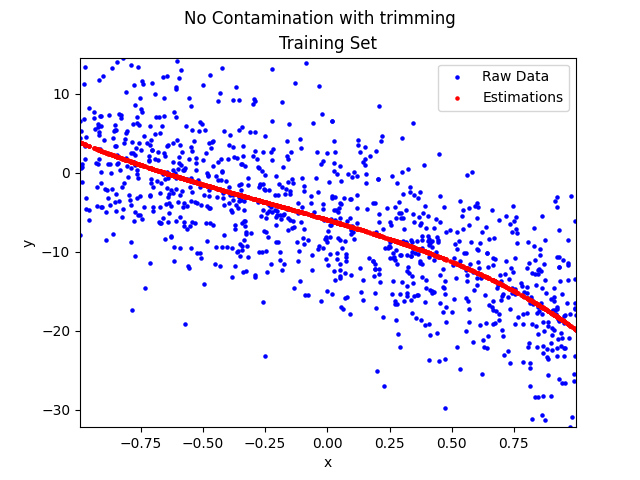 No Contamination with trimming
Training Set
Raw Data
Estimations
10
0
−10
−20
−30
y
−0.75
−0.50
−0.25
0.00
0.25
0.50
0.75
x